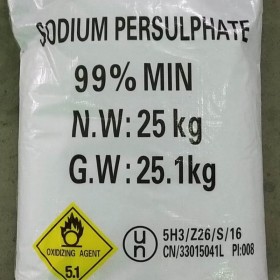 SODIUM PERSULPHATE
99% MIN
N.W: 25 kg
G.W: 25.1kg
OXIDIZING AGENT
5.1
un
5H3/Z26/S/16
CN/33015041L PI:008